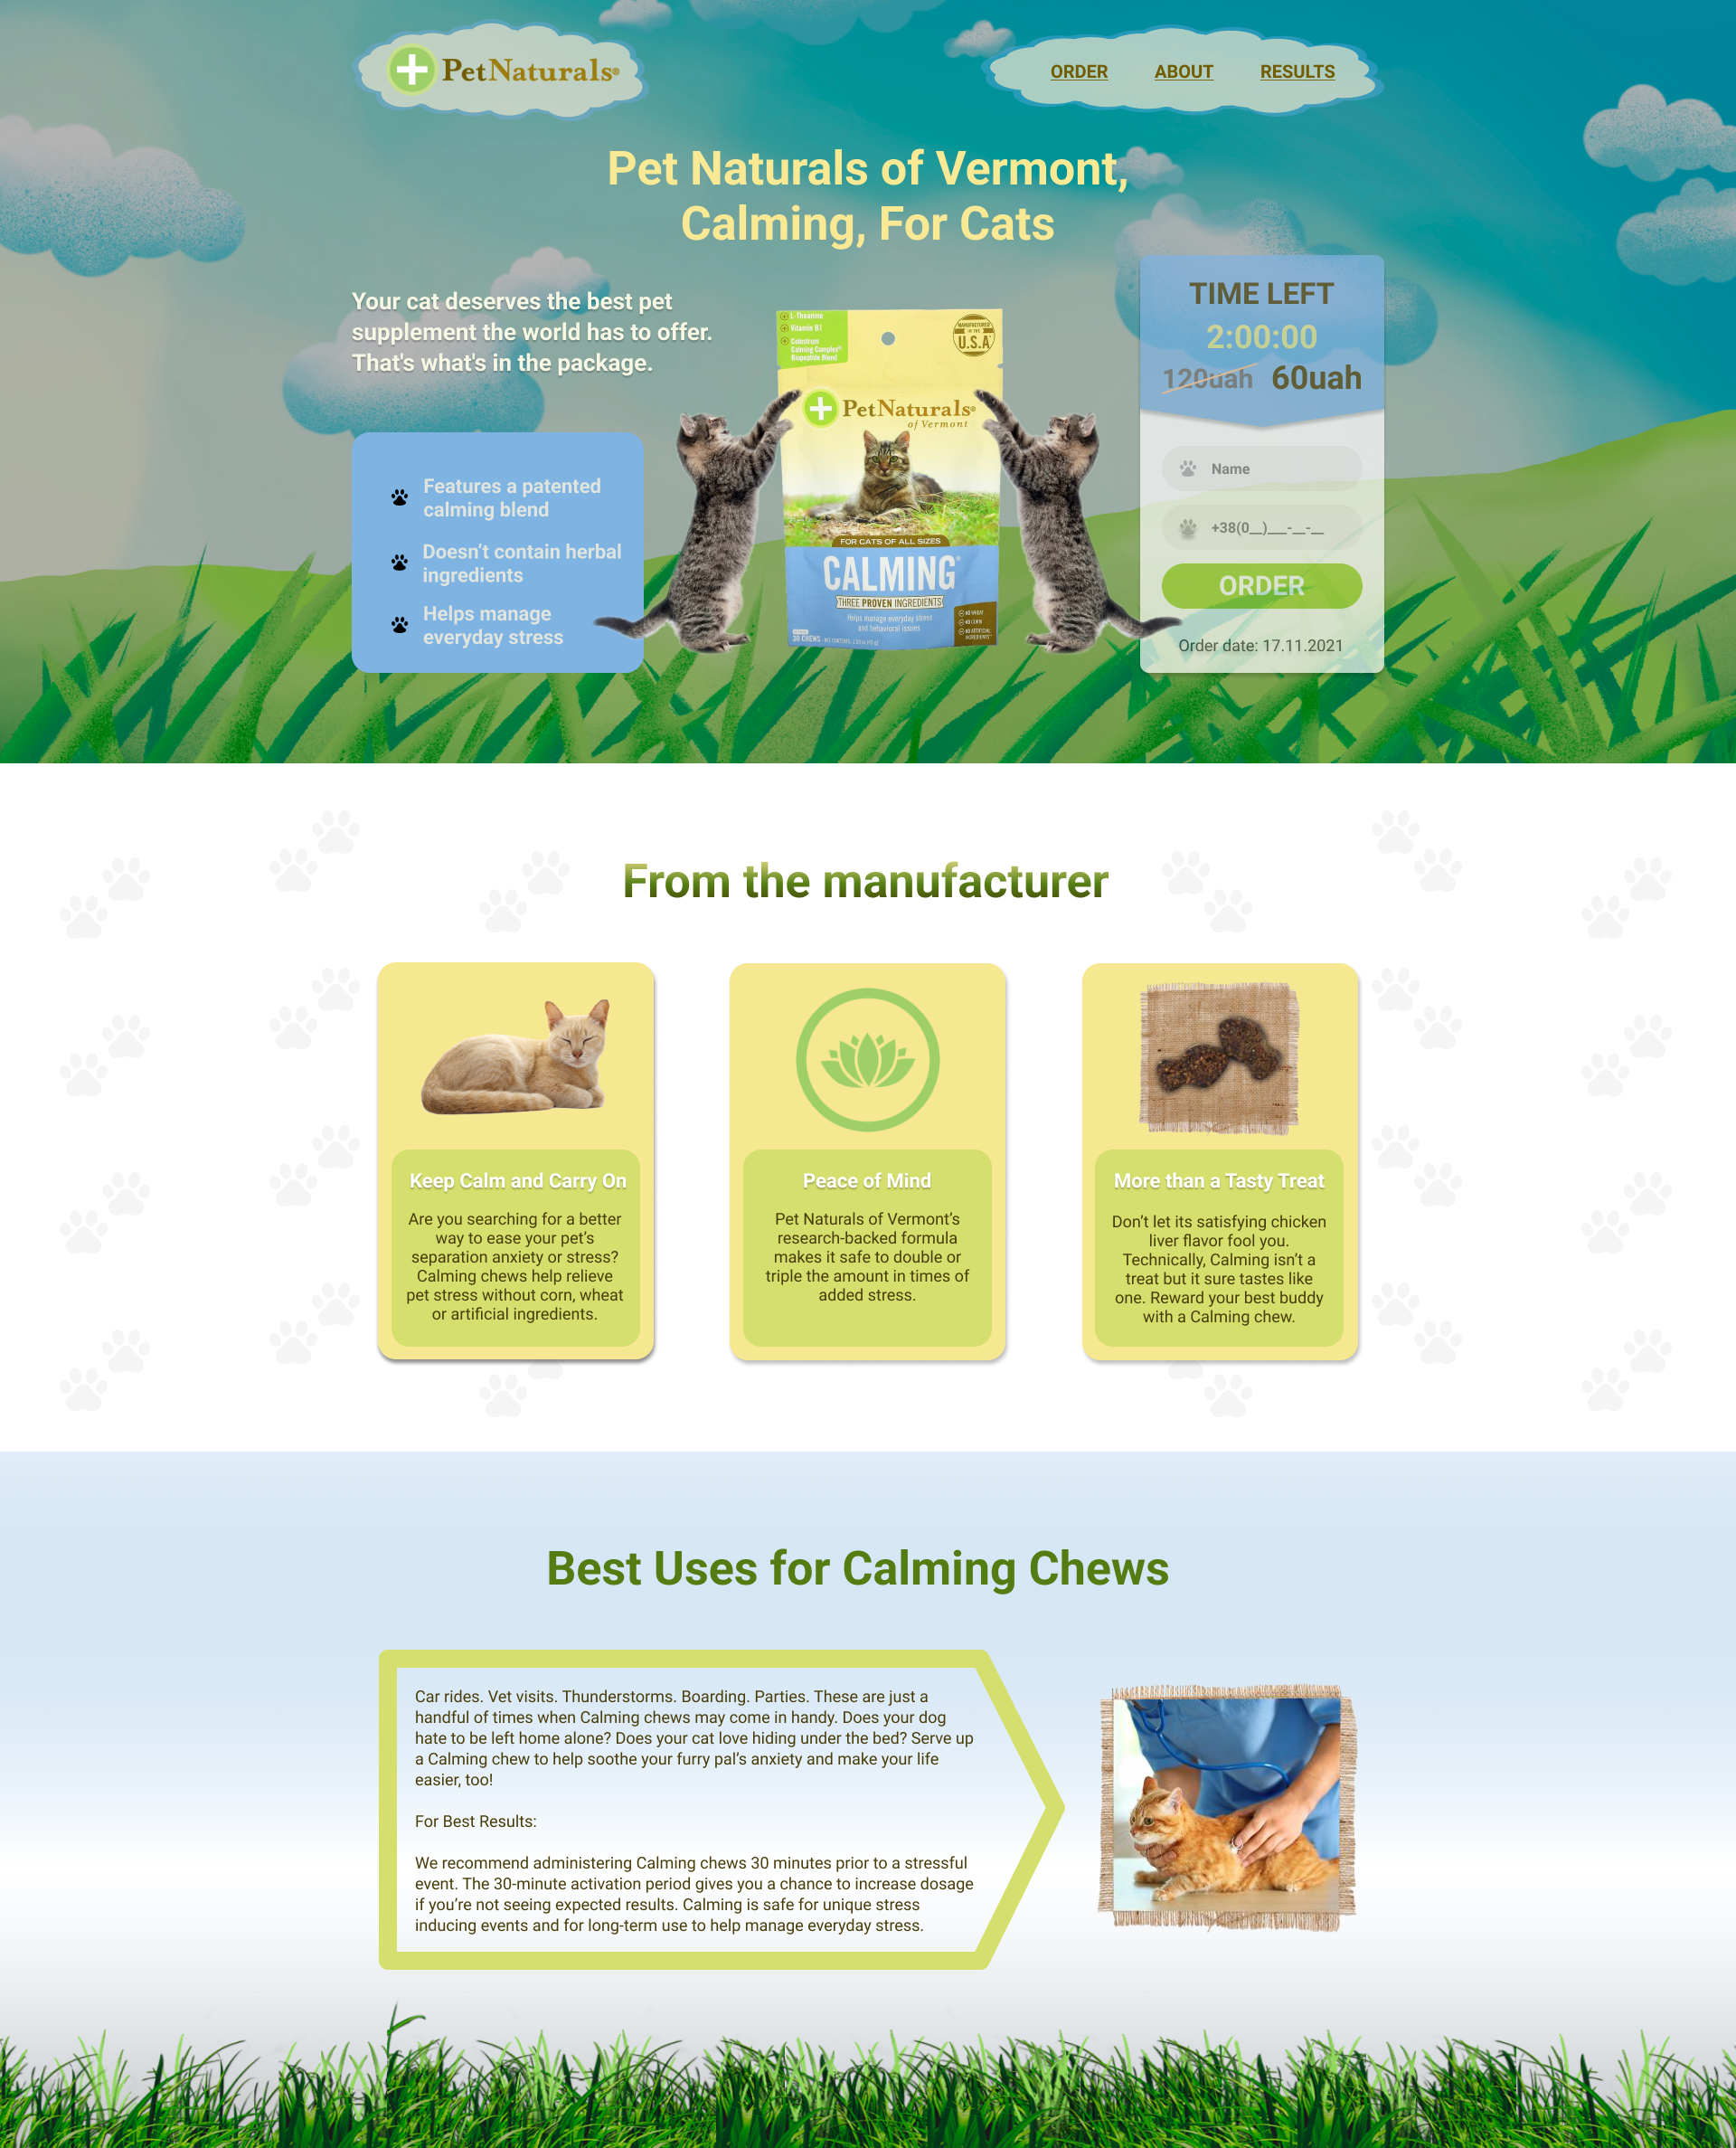 PetNaturals®
ORDER ABOUT RESULTS
Pet Naturals of Vermont,
Calming, For Cats
Your cat deserves the best pet
supplement the world has to offer.
That's what's in the package.
Features a patented
calming blend
Doesn’t contain herbal
ingredients
Helps manage
everyday stress
L-Theanine
Vitamin B1
Colostrum
Calming Complex®
Biopeptide Blend
MANUFACTURED
IN THE
U.S.A
PetNaturals®
of Vermont
FOR CATS OF ALL SIZES
CALMING®
THREE PROVEN INGREDIENTS
Helps manage everyday stress
and behavioral issues
NO WHEAT
NO CORN
NO ARTIFICIAL
INGREDIENTS
30 CHEWS
TIME LEFT
2:00:00
120uah 60uah
Name
+38(0__)___-__-__
ORDER
Order date: 17.11.2021
From the manufacturer
Keep Calm and Carry On
Are you searching for a better
way to ease your pet’s
separation anxiety or stress?
Calming chews help relieve
pet stress without corn, wheat
or artificial ingredients.
Peace of Mind
Pet Naturals of Vermont’s
research-backed formula
makes it safe to double or
triple the amount in times of
added stress.
More than a Tasty Treat
Don’t let its satisfying chicken
liver flavor fool you.
Technically, Calming isn’t a
treat but it sure tastes like
one. Reward your best buddy
with a Calming chew.
Best Uses for Calming Chews
Car rides. Vet visits. Thunderstorms. Boarding. Parties. These are just a
handful of times when Calming chews may come in handy. Does your dog
hate to be left home alone? Does your cat love hiding under the bed? Serve up
a Calming chew to help soothe your furry pal’s anxiety and make your life
easier, too!
For Best Results:
We recommend administering Calming chews 30 minutes prior to a stressful
event. The 30-minute activation period gives you a chance to increase dosage
if you’re not seeing expected results. Calming is safe for unique stress
inducing events and for long-term use to help manage everyday stress.